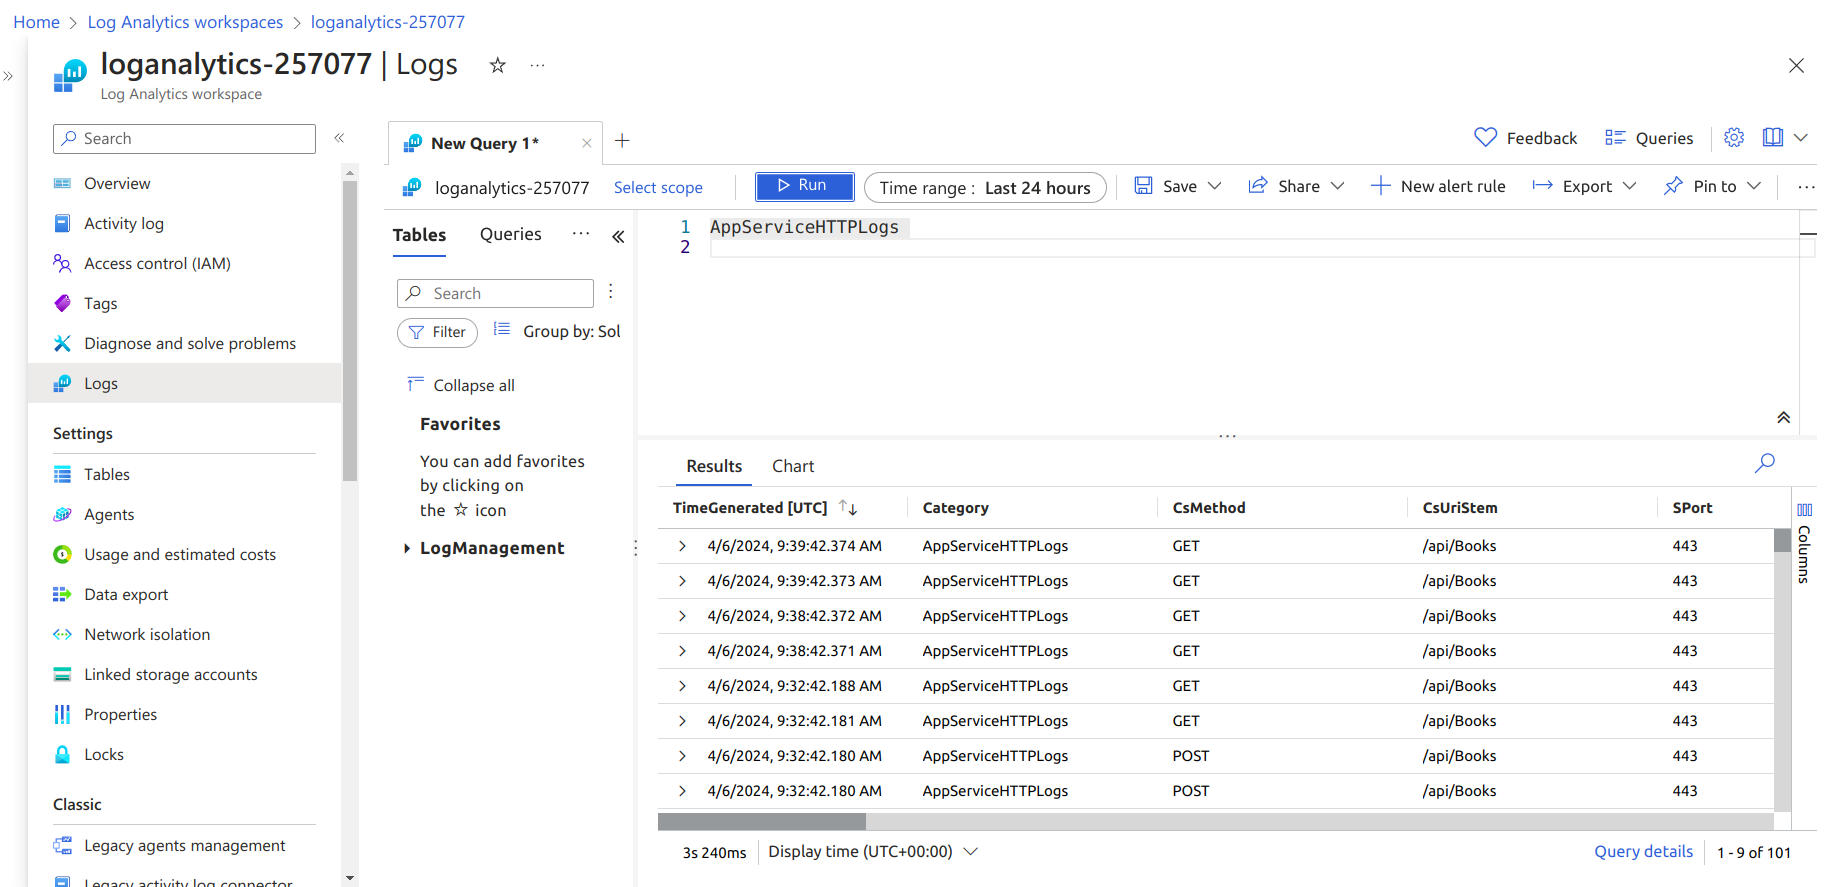 Home > Log Analytics workspaces > loganalytics-257077
loganalytics-257077 | Logs
Log Analytics workspace
Search
Overview
Activity log
Access control (IAM)
Tags
Diagnose and solve problems
Logs
Settings
Tables
Agents
Usage and estimated costs
Data export
Network isolation
Linked storage accounts
Properties
Locks
Classic
Legacy agents management
Legacy activity log connector
New Query 1*
Feedback
Queries
loganalytics-257077 Select scope Run Time range : Last 24 hours Save Share New alert rule Export Pin to
Tables Queries
Search
Filter Group by: Sol
Collapse all
Favorites
You can add favorites
by clicking on
the ☆ icon
LogManagement
1 AppServiceHTTPLogs
2
Results Chart
TimeGenerated [UTC] Category CsMethod CsUriStem SPort
4/6/2024, 9:39:42.374 AM AppServiceHTTPLogs GET /api/Books 443
4/6/2024, 9:39:42.373 AM AppServiceHTTPLogs GET /api/Books 443
4/6/2024, 9:38:42.372 AM AppServiceHTTPLogs GET /api/Books 443
4/6/2024, 9:38:42.371 AM AppServiceHTTPLogs GET /api/Books 443
4/6/2024, 9:32:42.188 AM AppServiceHTTPLogs GET /api/Books 443
4/6/2024, 9:32:42.181 AM AppServiceHTTPLogs GET /api/Books 443
4/6/2024, 9:32:42.180 AM AppServiceHTTPLogs POST /api/Books 443
4/6/2024, 9:32:42.180 AM AppServiceHTTPLogs POST /api/Books 443
Columns
3s 240ms Display time (UTC+00:00) Query details 1 - 9 of 101